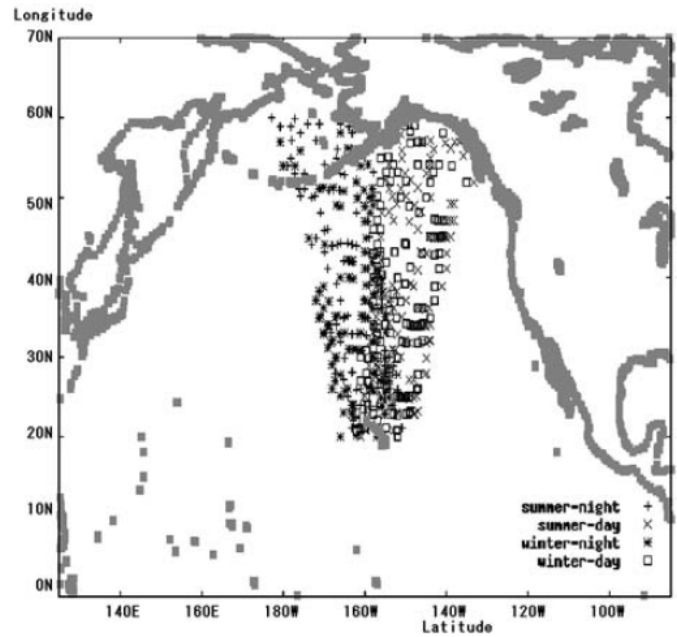 Longitude
70N
60N
50N
40N
30N
20N
10N
0N
summer-night +
summer-day ×
winter-night ∗
winter-day □
140E 160E 180W 160W 140W 120W 100W
Latitude